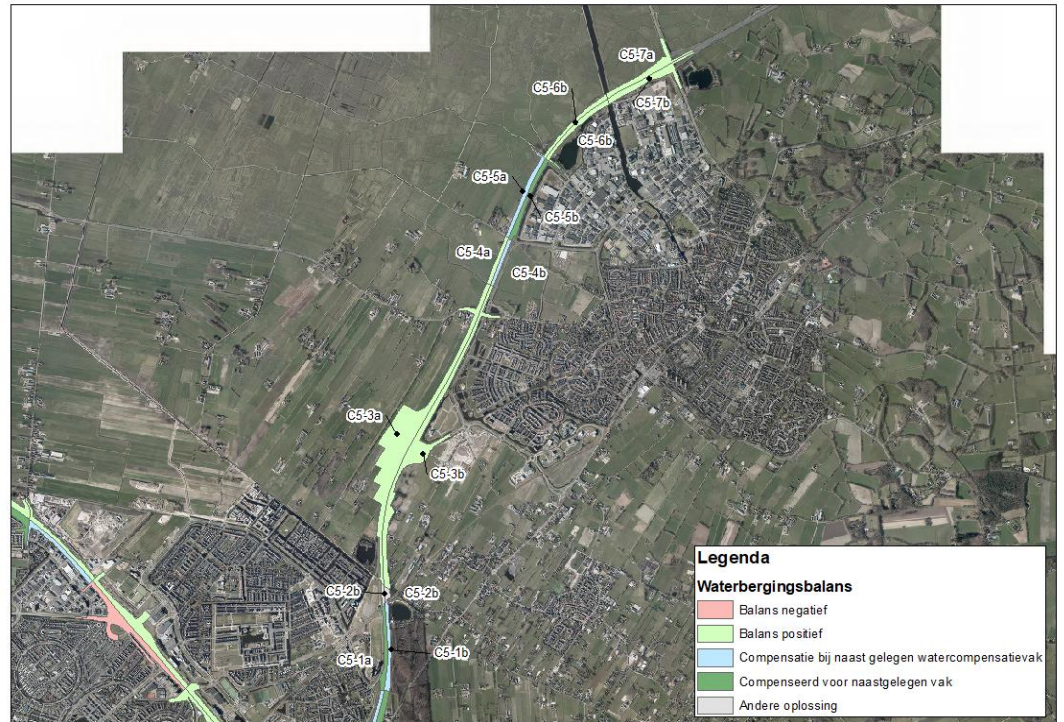 C5-7a
C5-6b
C5-7b
C5-6b
C5-5a
C5-5b
C5-4a
C5-4b
C5-3a
C5-3b
C5-2b
C5-2b
C5-1a
C5-1b
Legenda
Waterbergingsbalans
Balans negatief
Balans positief
Compensatie bij naast gelegen watercompensatievak
Compenseerd voor naastgelegen vak
Andere oplossing